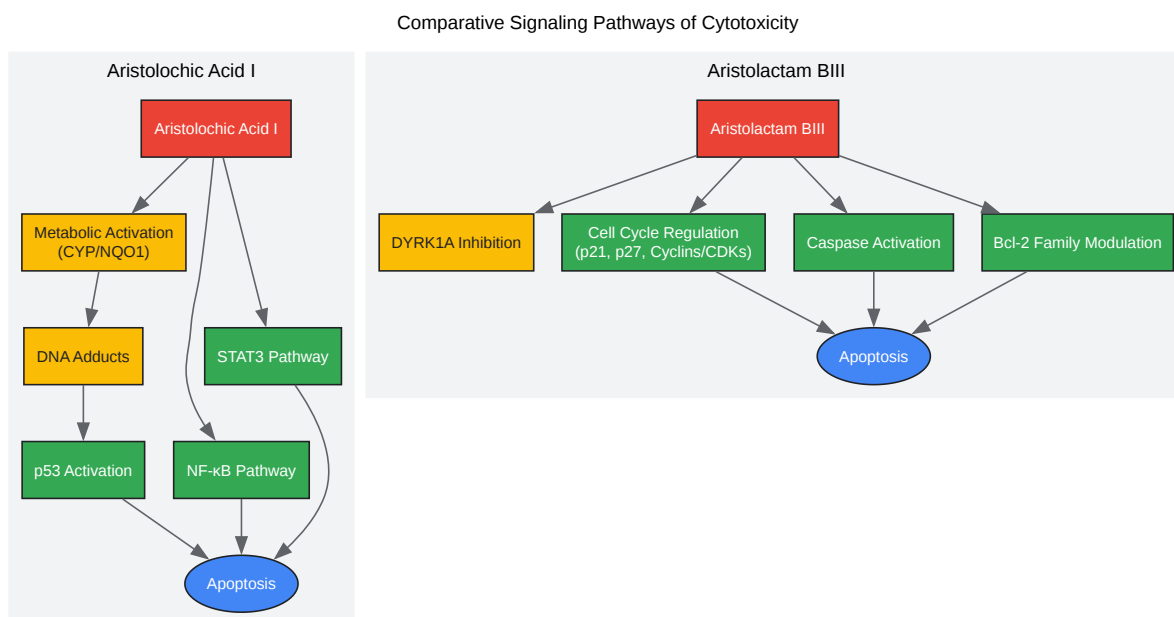 Comparative Signaling Pathways of Cytotoxicity
Aristolochic Acid I
Aristolochic Acid I
Metabolic Activation
(CYP/NQO1)
DNA Adducts
STAT3 Pathway
p53 Activation
NF-κB Pathway
Apoptosis
Aristolactam BIII
Aristolactam BIII
DYRK1A Inhibition
Cell Cycle Regulation
(p21, p27, Cyclins/CDKs)
Caspase Activation
Bcl-2 Family Modulation
Apoptosis